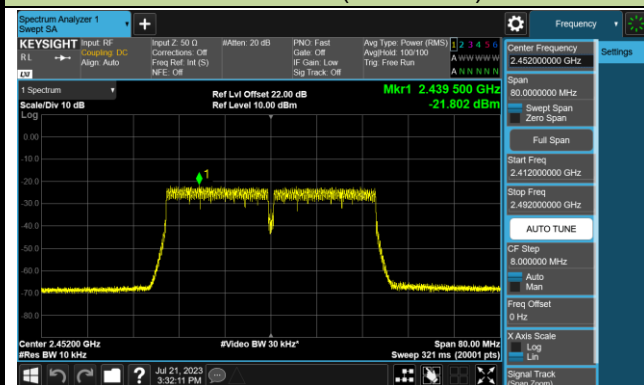 Spectrum Analyzer 1
Swept SA
Frequency
Settings
KEYSIGHT
RL
LXI
Input: RF
Coupling: DC
Align: Auto
Input Z: 50 Ω
Corrections: Off
Freq Ref: Int (S)
NFE: Off
#Atten: 20 dB
PNO: Fast
Gate: Off
IF Gain: Low
Sig Track: Off
Avg Type: Power (RMS)
Avg|Hold: 100/100
Trig: Free Run
1 2 3 4 5 6
A W W W W W
A N N N N N
1 Spectrum
Scale/Div 10 dB
Log
Ref Lvl Offset 22.00 dB
Ref Level 10.00 dBm
Mkr1 2.439 500 GHz
-21.802 dBm
0.00
-10.0
-20.0
-30.0
-40.0
-50.0
-60.0
-70.0
-80.0
1
Center 2.45200 GHz
#Res BW 10 kHz
#Video BW 30 kHz*
Span 80.00 MHz
Sweep 321 ms (20001 pts)
Center Frequency
2.452000000 GHz
Span
80.0000000 MHz
Swept Span
Zero Span
Full Span
Start Freq
2.412000000 GHz
Stop Freq
2.492000000 GHz
AUTO TUNE
CF Step
8.000000 MHz
Auto
Man
Freq Offset
0 Hz
X Axis Scale
Log
Lin
Signal Track
(Span Zoom)
Jul 21, 2023
3:32:11 PM